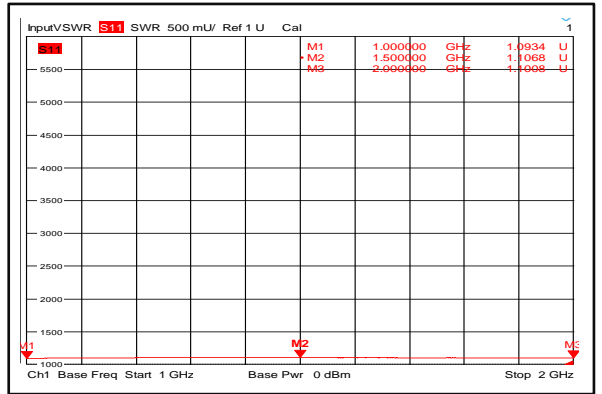 InputVSWR S11 SWR 500 mU/ Ref 1 U Cal 1
S11
M1 1.000000 GHz 1.0934 U
• M2 1.500000 GHz 1.1068 U
M3 2.000000 GHz 1.1008 U
5500
5000
4500
4000
3500
3000
2500
2000
1500
M1 M2 M3
1000
Ch1 Base Freq Start 1 GHz Base Pwr 0 dBm Stop 2 GHz